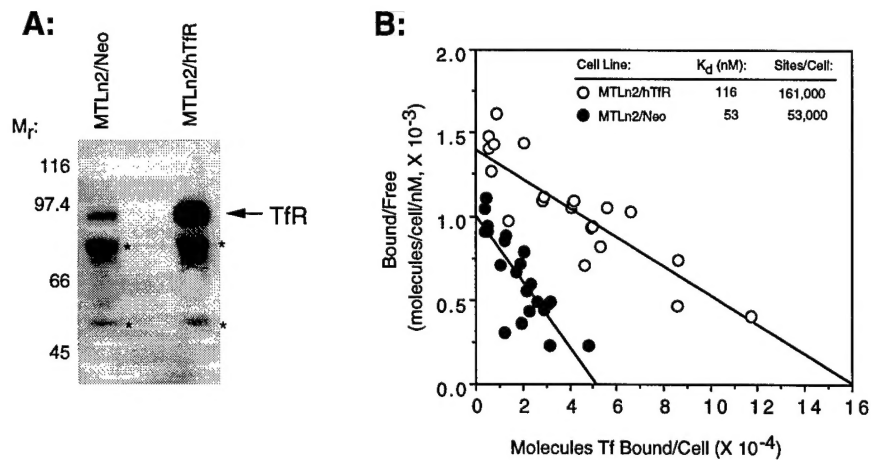 A:
MTLn2/Neo
MTLn2/hTfR
Mr:
116
97.4
66
45
TfR
*
*
*
*
B:
Cell Line: Kd (nM): Sites/Cell:
MTLn2/hTfR 116 161,000
MTLn2/Neo 53 53,000
Bound/Free
(molecules/cell/nM, X 10-3)
2.0
1.5
1.0
0.5
0.0
0 2 4 6 8 10 12 14 16
Molecules Tf Bound/Cell (X 10-4)